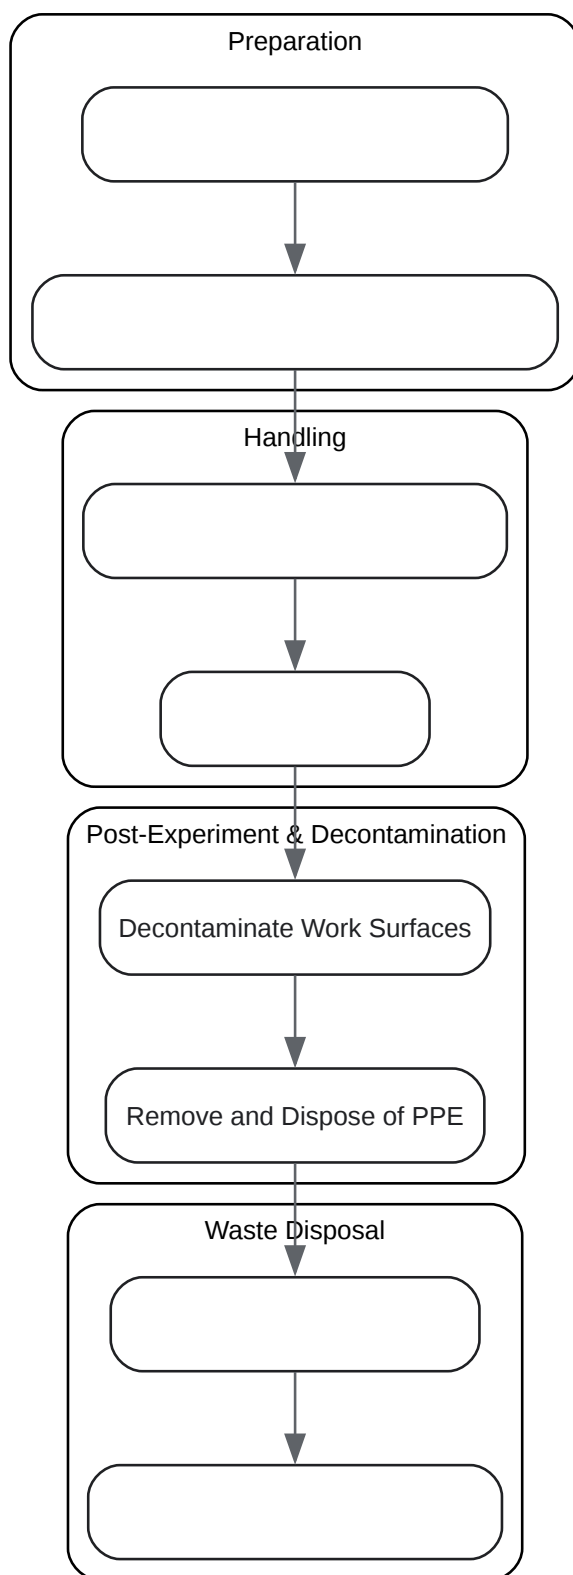 Preparation
Handling
Post-Experiment & Decontamination
Decontaminate Work Surfaces
Remove and Dispose of PPE
Waste Disposal